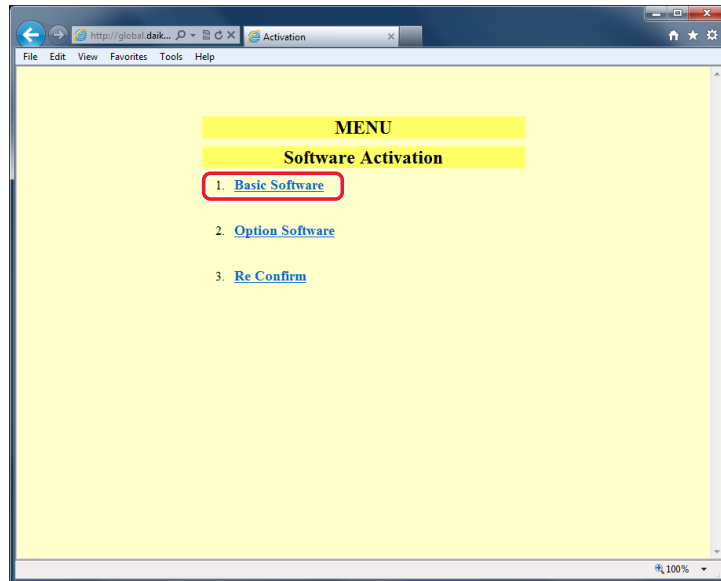 http://global.daik...
Activation
File Edit View Favorites Tools Help
MENU
Software Activation
1. Basic Software
2. Option Software
3. Re Confirm
100%